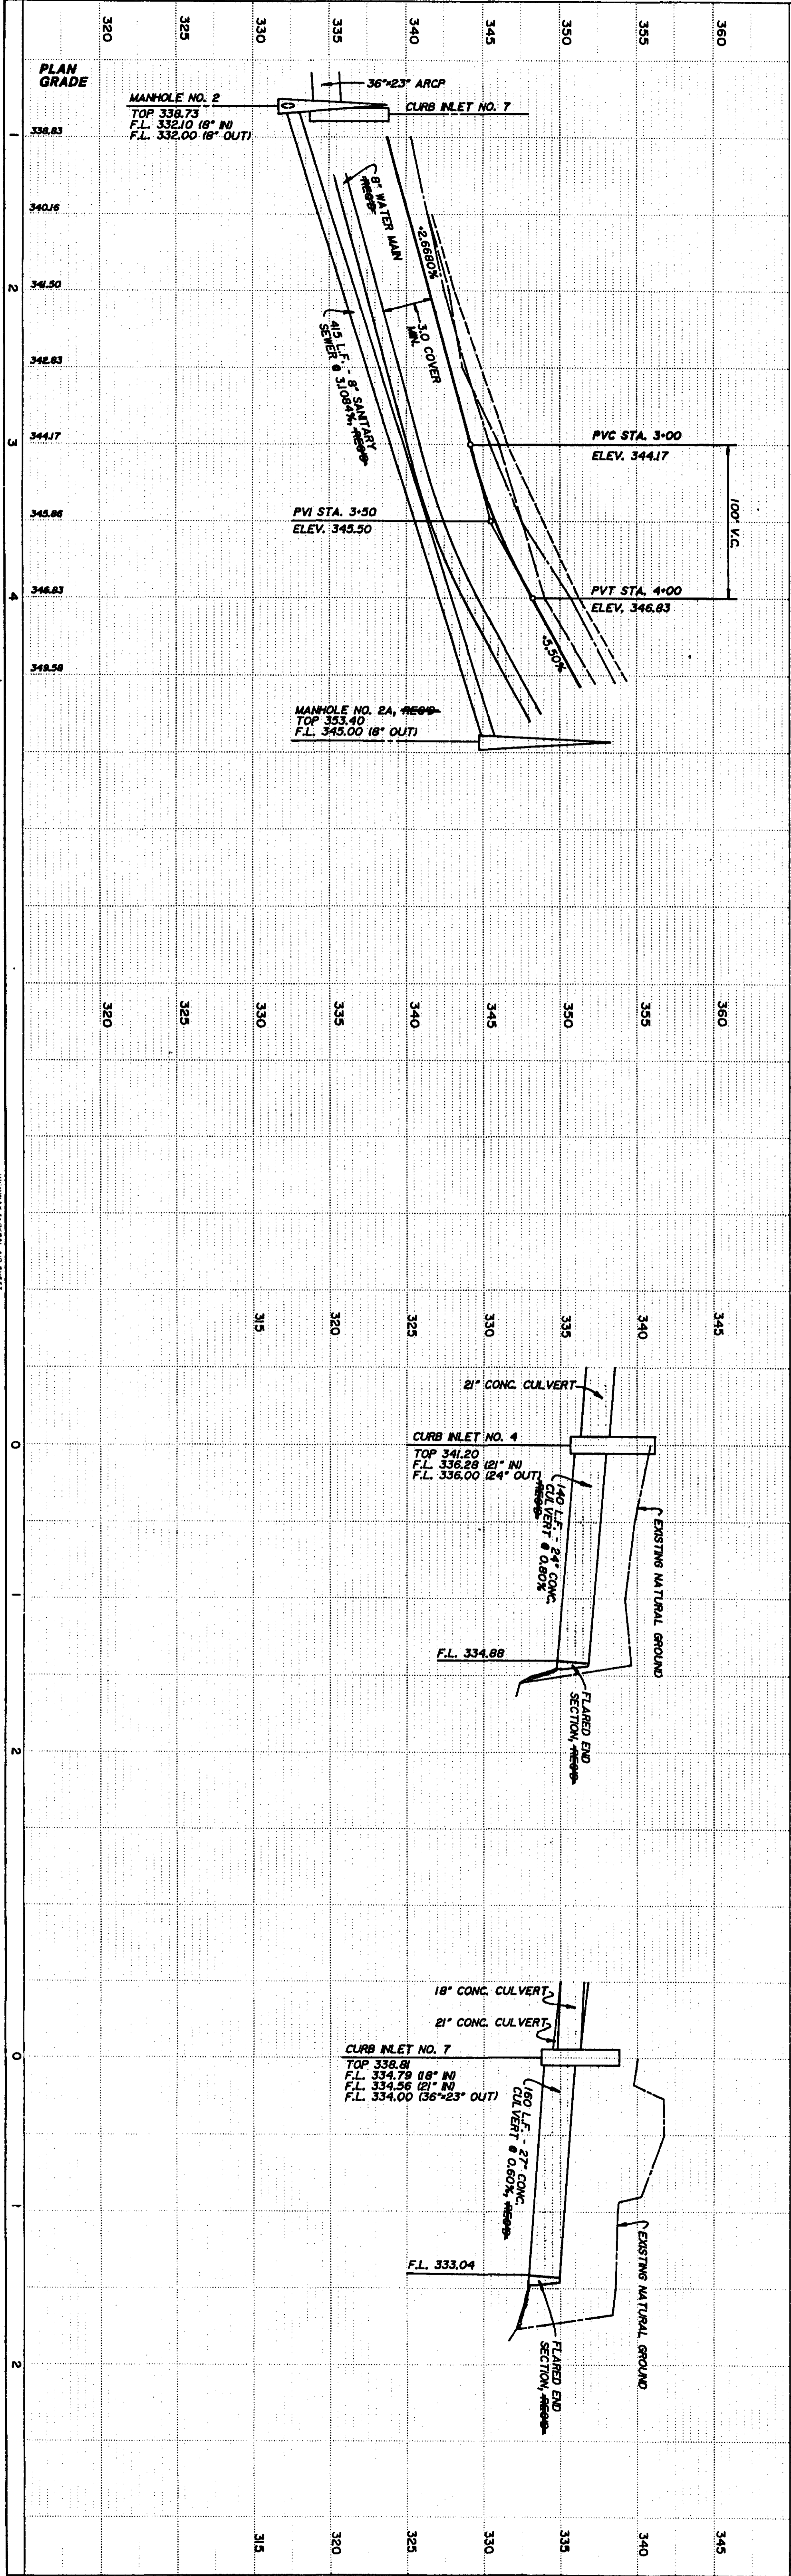 320
325
330
335
340
345
350
355
360
PLAN
GRADE
36"×23" ARCP
MANHOLE NO. 2
TOP 338.73
F.L. 332.10 (8" IN)
F.L. 332.00 (8" OUT)
CURB INLET NO. 7
1
338.83
340.16
2
341.50
342.83
3
344.17
345.86
4
346.83
349.58
8" WATER MAIN
REQ'D
+2.6680%
3.0 COVER
MIN.
415 L.F. - 8" SANITARY
SEWER @ 3.1084%, REQ'D
PVC STA. 3+00
ELEV. 344.17
100' V.C.
PVI STA. 3+50
ELEV. 345.50
PVT STA. 4+00
ELEV. 346.83
+5.50%
MANHOLE NO. 2A, REQ'D
TOP 353.40
F.L. 345.00 (8" OUT)
320
325
330
335
340
345
350
355
360
315
320
325
330
335
340
345
21" CONC. CULVERT
0
CURB INLET NO. 4
TOP 341.20
F.L. 336.28 (21" IN)
F.L. 336.00 (24" OUT)
140 L.F. - 24" CONC.
CULVERT @ 0.80%
REQ'D
EXISTING NATURAL GROUND
1
F.L. 334.88
FLARED END
SECTION, REQ'D
2
18" CONC. CULVERT
21" CONC. CULVERT
0
CURB INLET NO. 7
TOP 338.81
F.L. 334.79 (18" IN)
F.L. 334.56 (21" IN)
F.L. 334.00 (36"×23" OUT)
160 L.F. - 27" CONC.
CULVERT @ 0.60%, REQ'D
1
EXISTING NATURAL GROUND
F.L. 333.04
FLARED END
SECTION, REQ'D
2
315
320
325
330
335
340
345